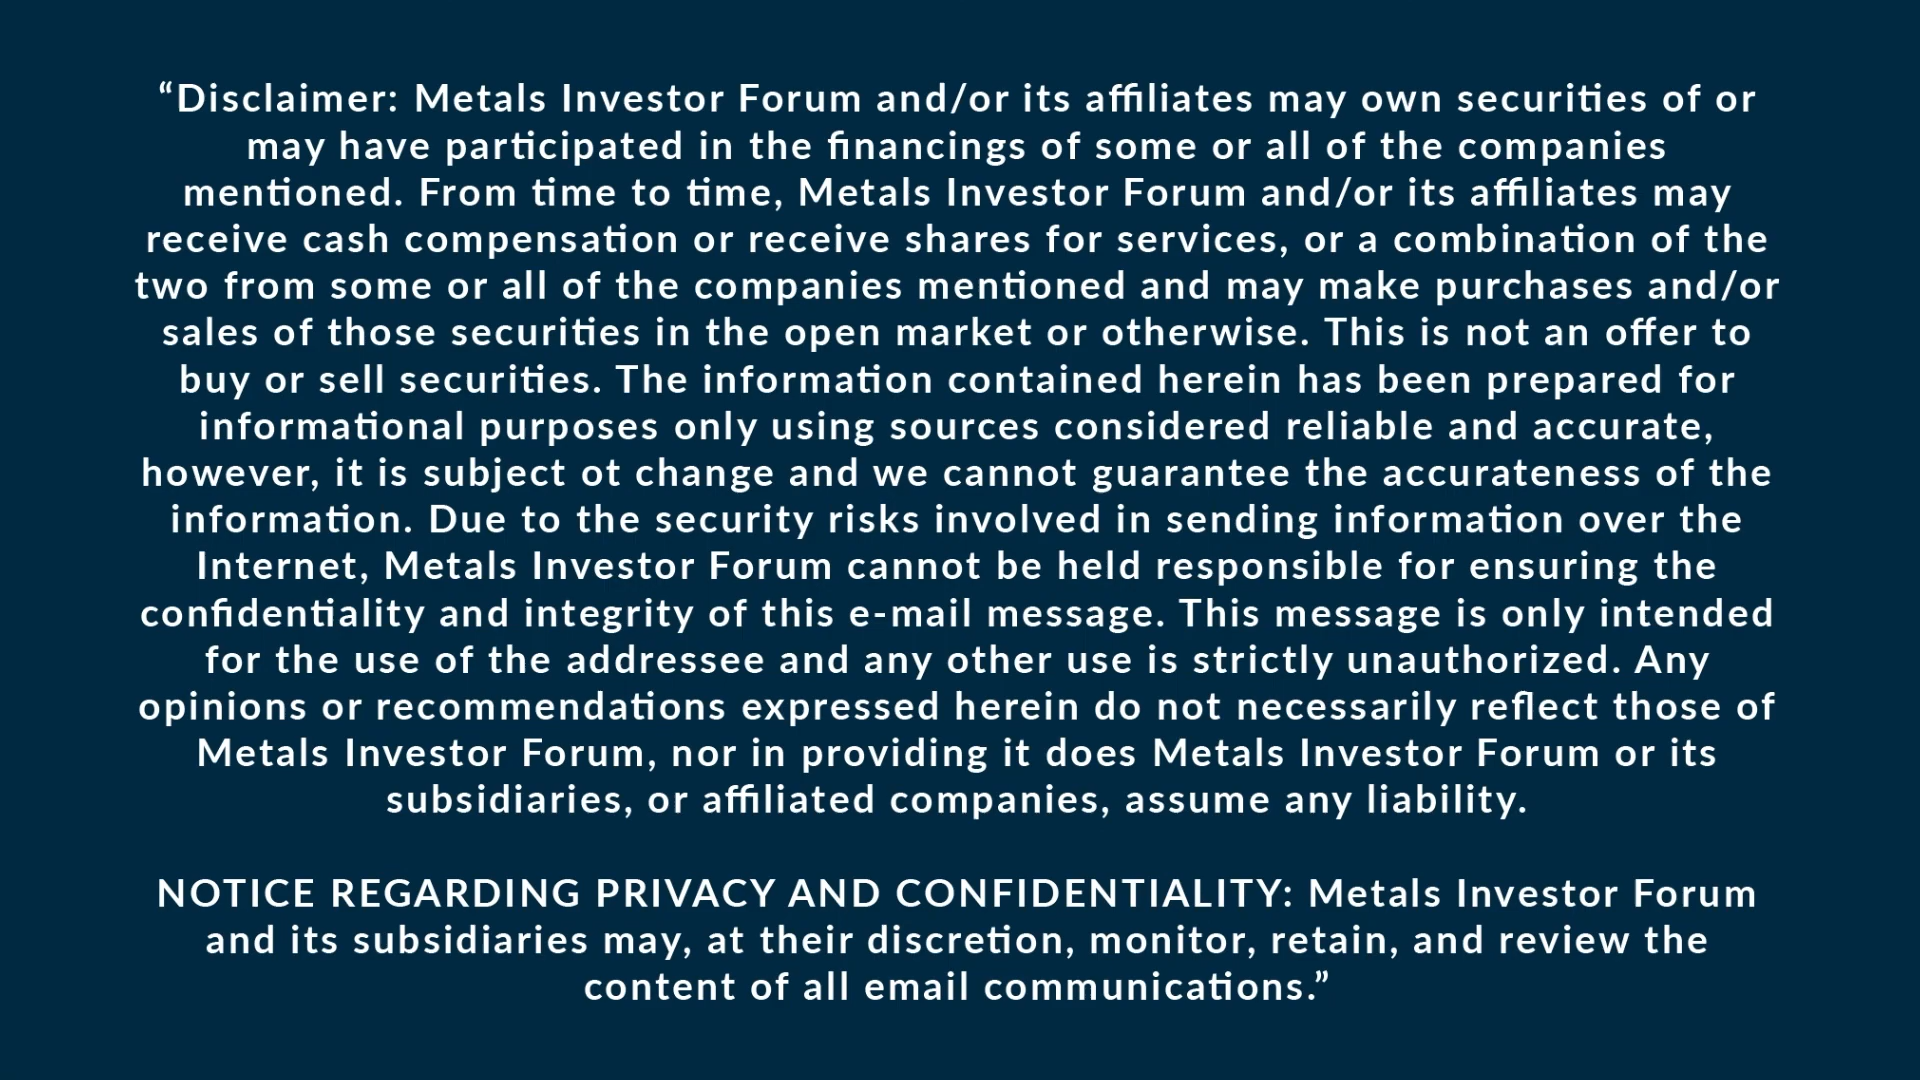 “Disclaimer: Metals Investor Forum and/or its affiliates may own securities of or
may have participated in the financings of some or all of the companies
mentioned. From time to time, Metals Investor Forum and/or its affiliates may
receive cash compensation or receive shares for services, or a combination of the
two from some or all of the companies mentioned and may make purchases and/or
sales of those securities in the open market or otherwise. This is not an offer to
buy or sell securities. The information contained herein has been prepared for
informational purposes only using sources considered reliable and accurate,
however, it is subject ot change and we cannot guarantee the accurateness of the
information. Due to the security risks involved in sending information over the
Internet, Metals Investor Forum cannot be held responsible for ensuring the
confidentiality and integrity of this e-mail message. This message is only intended
for the use of the addressee and any other use is strictly unauthorized. Any
opinions or recommendations expressed herein do not necessarily reflect those of
Metals Investor Forum, nor in providing it does Metals Investor Forum or its
subsidiaries, or affiliated companies, assume any liability.
NOTICE REGARDING PRIVACY AND CONFIDENTIALITY: Metals Investor Forum
and its subsidiaries may, at their discretion, monitor, retain, and review the
content of all email communications.”